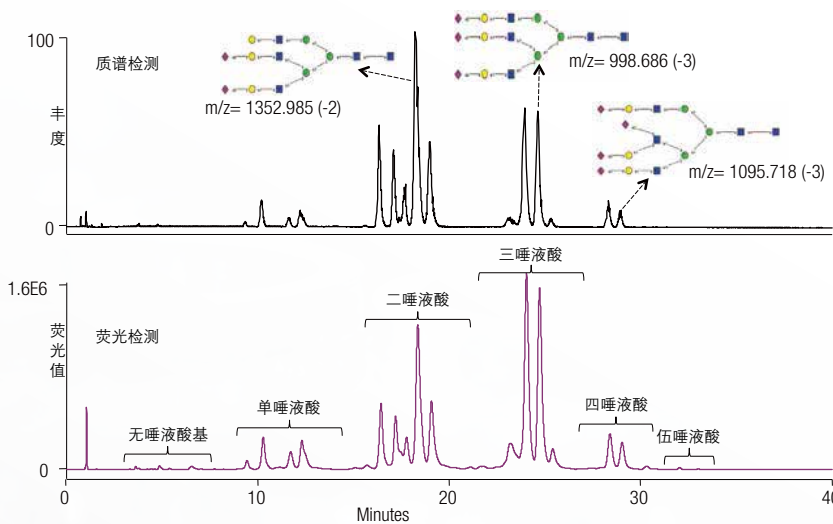 100
质谱检测
丰度
0
m/z= 1352.985 (-2)
m/z= 998.686 (-3)
m/z= 1095.718 (-3)
1.6E6
荧光值
荧光检测
0
无唾液酸基
单唾液酸
二唾液酸
三唾液酸
四唾液酸
伍唾液酸
0
10
20
30
40
Minutes